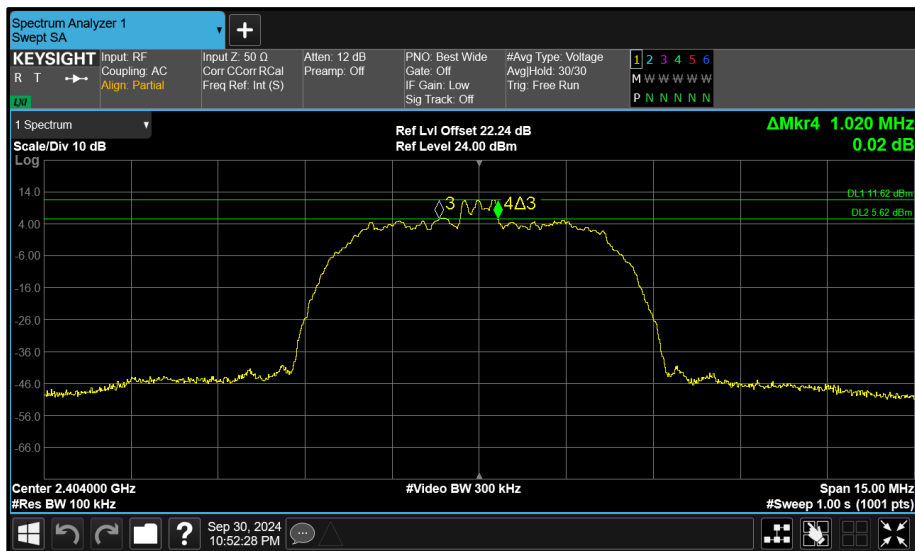 Spectrum Analyzer 1
Swept SA
KEYSIGHT
R T
LXI
Input: RF
Coupling: AC
Align: Partial
Input Z: 50 Ω
Corr CCorr RCal
Freq Ref: Int (S)
Atten: 12 dB
Preamp: Off
PNO: Best Wide
Gate: Off
IF Gain: Low
Sig Track: Off
#Avg Type: Voltage
Avg|Hold: 30/30
Trig: Free Run
1 2 3 4 5 6
M W W W W W
P N N N N N
1 Spectrum
Scale/Div 10 dB
Ref Lvl Offset 22.24 dB
Ref Level 24.00 dBm
ΔMkr4 1.020 MHz
0.02 dB
Log
14.0
4.00
-6.00
-16.0
-26.0
-36.0
-46.0
-56.0
-66.0
DL1 11.62 dBm
DL2 5.62 dBm
3
4Δ3
Center 2.404000 GHz
#Res BW 100 kHz
#Video BW 300 kHz
Span 15.00 MHz
#Sweep 1.00 s (1001 pts)
?
Sep 30, 2024
10:52:28 PM